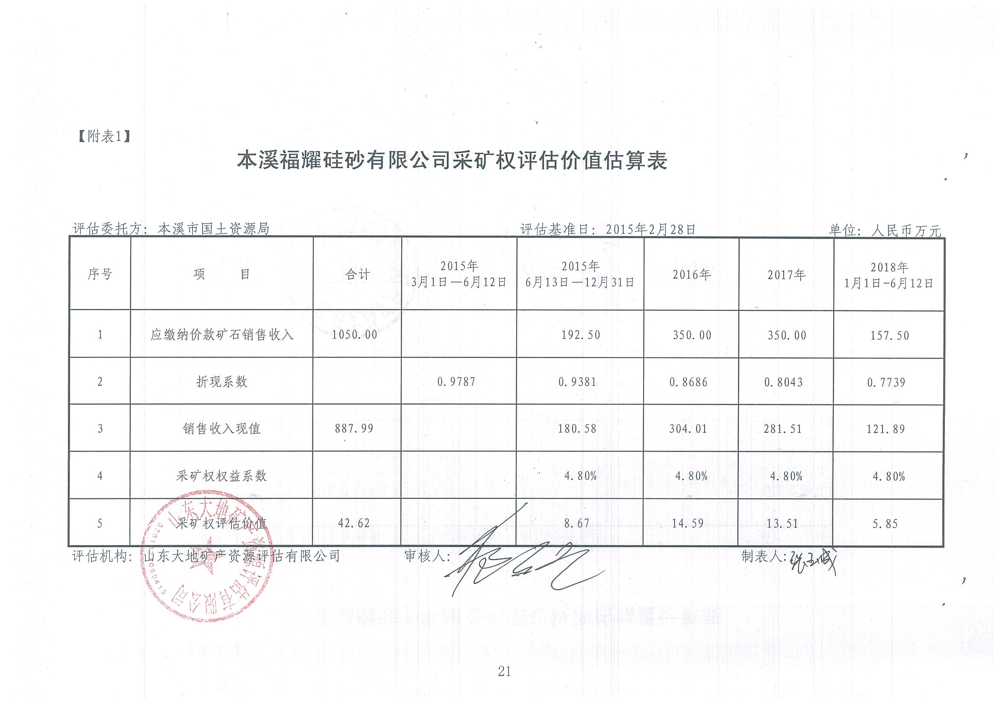 【附表1】
本溪福耀硅砂有限公司采矿权评估价值估算表
评估委托方：本溪市国土资源局 评估基准日：2015年2月28日 单位：人民币万元
序号 项 目 合计 2015年 3月1日—6月12日 2015年 6月13日—12月31日 2016年 2017年 2018年 1月1日-6月12日
1 应缴纳价款矿石销售收入 1050.00 192.50 350.00 350.00 157.50
2 折现系数 0.9787 0.9381 0.8686 0.8043 0.7739
3 销售收入现值 887.99 180.58 304.01 281.51 121.89
4 采矿权权益系数 4.80% 4.80% 4.80% 4.80%
5 采矿权评估价值 42.62 8.67 14.59 13.51 5.85
评估机构：山东大地矿产资源评估有限公司 审核人： 制表人：
山东大地矿产资源评估有限公司
21